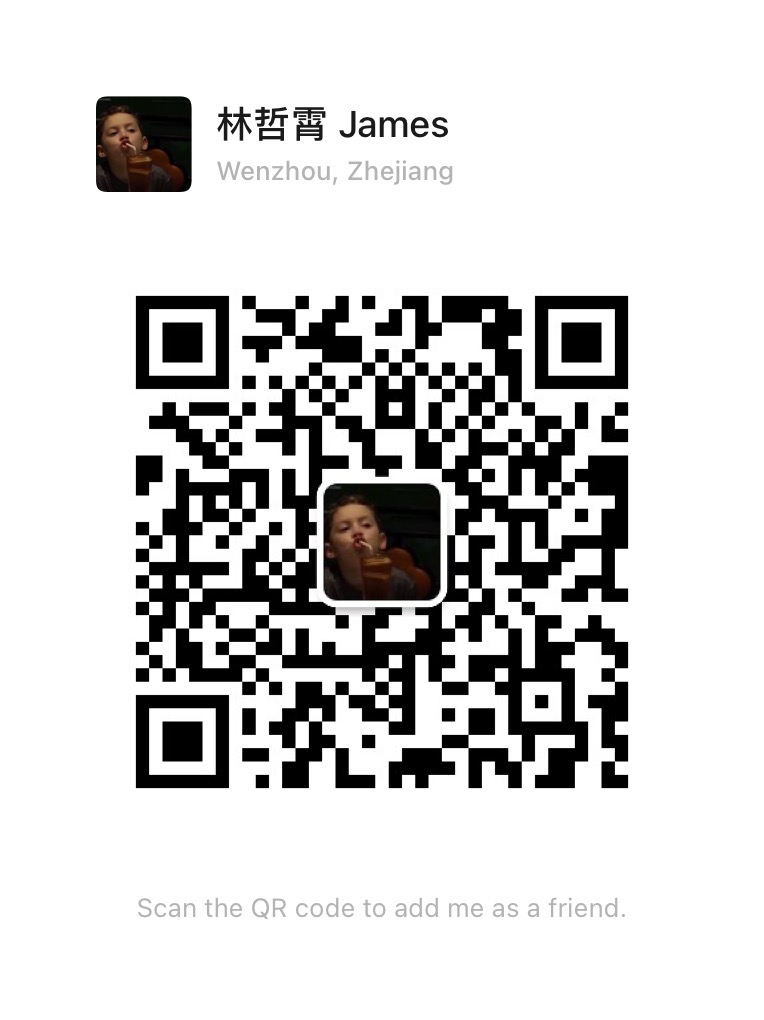 林哲霄 James
Wenzhou, Zhejiang
Scan the QR code to add me as a friend.